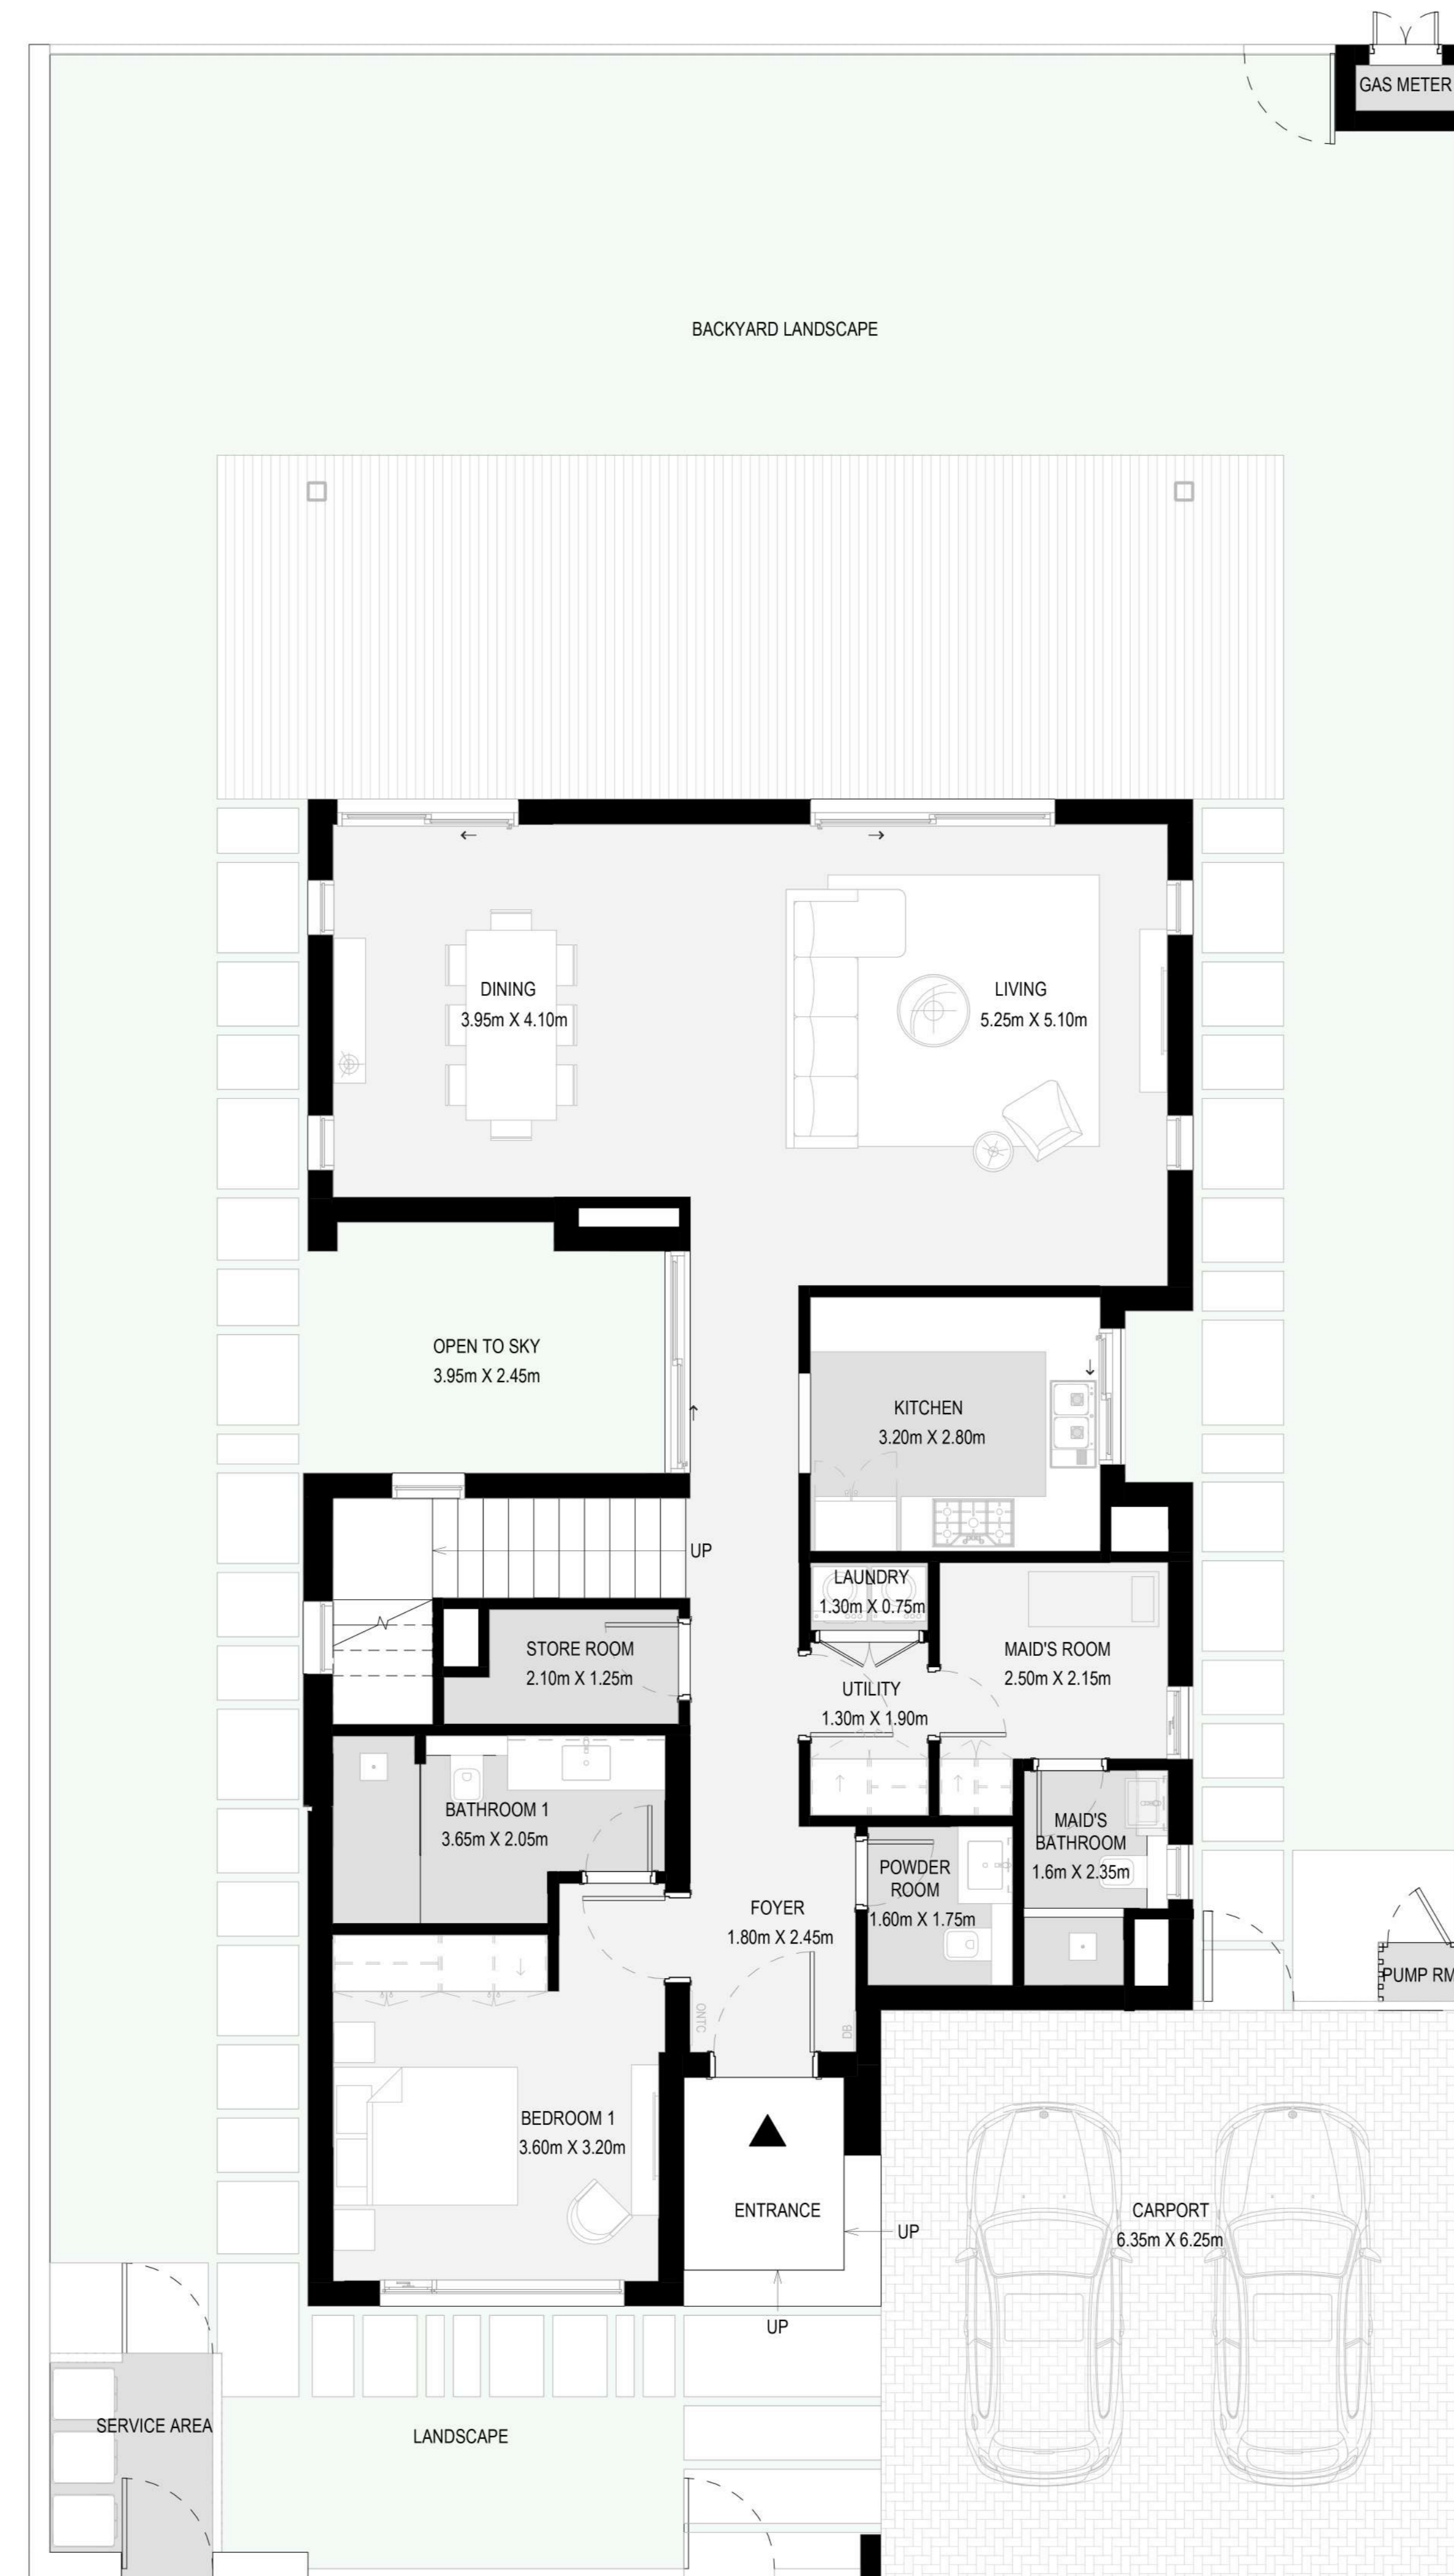 GAS METER
BACKYARD LANDSCAPE
DINING
3.95m X 4.10m
LIVING
5.25m X 5.10m
OPEN TO SKY
3.95m X 2.45m
KITCHEN
3.20m X 2.80m
UP
LAUNDRY
1.30m X 0.75m
STORE ROOM
2.10m X 1.25m
MAID'S ROOM
2.50m X 2.15m
UTILITY
1.30m X 1.90m
BATHROOM 1
3.65m X 2.05m
MAID'S
BATHROOM
1.6m X 2.35m
POWDER
ROOM
1.60m X 1.75m
FOYER
1.80m X 2.45m
PUMP RM
ONTC
DB
BEDROOM 1
3.60m X 3.20m
ENTRANCE
UP
CARPORT
6.35m X 6.25m
UP
SERVICE AREA
LANDSCAPE